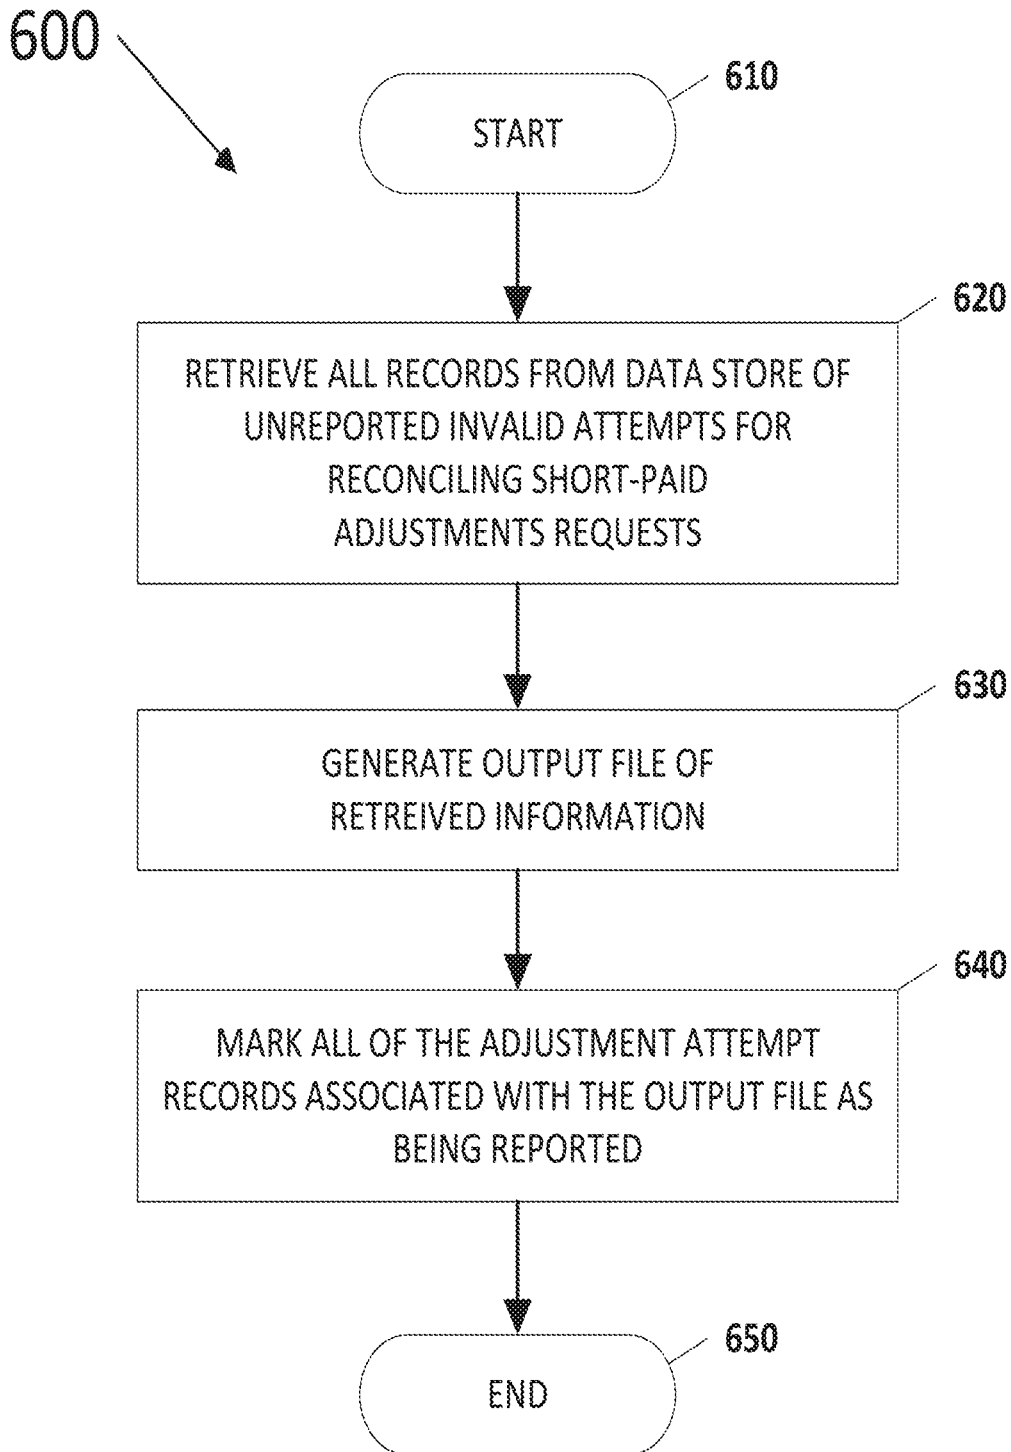 600
610
START
620
RETRIEVE ALL RECORDS FROM DATA STORE OF
UNREPORTED INVALID ATTEMPTS FOR
RECONCILING SHORT-PAID
ADJUSTMENTS REQUESTS
630
GENERATE OUTPUT FILE OF
RETREIVED INFORMATION
640
MARK ALL OF THE ADJUSTMENT ATTEMPT
RECORDS ASSOCIATED WITH THE OUTPUT FILE AS
BEING REPORTED
650
END